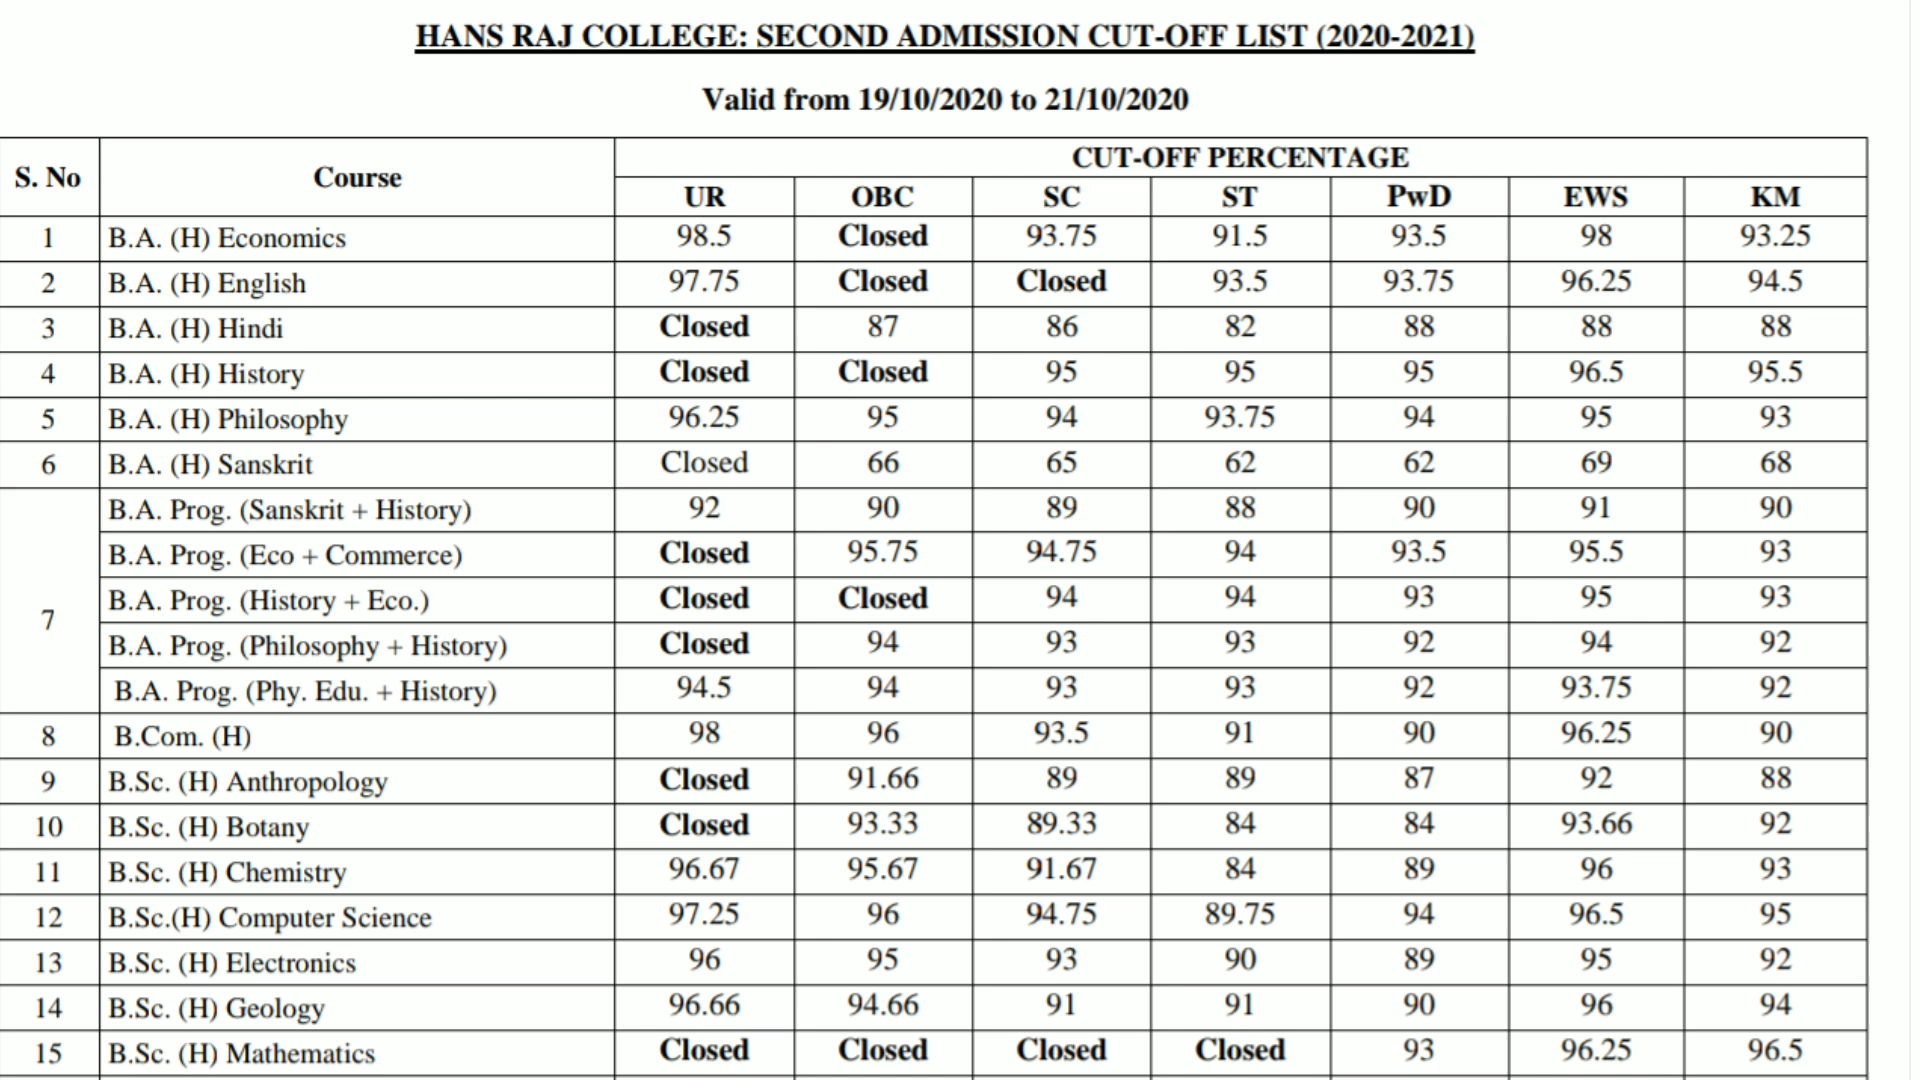 HANS RAJ COLLEGE: SECOND ADMISSION CUT-OFF LIST (2020-2021)
Valid from 19/10/2020 to 21/10/2020
S. No Course CUT-OFF PERCENTAGE
UR OBC SC ST PwD EWS KM
1 B.A. (H) Economics 98.5 Closed 93.75 91.5 93.5 98 93.25
2 B.A. (H) English 97.75 Closed Closed 93.5 93.75 96.25 94.5
3 B.A. (H) Hindi Closed 87 86 82 88 88 88
4 B.A. (H) History Closed Closed 95 95 95 96.5 95.5
5 B.A. (H) Philosophy 96.25 95 94 93.75 94 95 93
6 B.A. (H) Sanskrit Closed 66 65 62 62 69 68
7 B.A. Prog. (Sanskrit + History) 92 90 89 88 90 91 90
B.A. Prog. (Eco + Commerce) Closed 95.75 94.75 94 93.5 95.5 93
B.A. Prog. (History + Eco.) Closed Closed 94 94 93 95 93
B.A. Prog. (Philosophy + History) Closed 94 93 93 92 94 92
B.A. Prog. (Phy. Edu. + History) 94.5 94 93 93 92 93.75 92
8 B.Com. (H) 98 96 93.5 91 90 96.25 90
9 B.Sc. (H) Anthropology Closed 91.66 89 89 87 92 88
10 B.Sc. (H) Botany Closed 93.33 89.33 84 84 93.66 92
11 B.Sc. (H) Chemistry 96.67 95.67 91.67 84 89 96 93
12 B.Sc.(H) Computer Science 97.25 96 94.75 89.75 94 96.5 95
13 B.Sc. (H) Electronics 96 95 93 90 89 95 92
14 B.Sc. (H) Geology 96.66 94.66 91 91 90 96 94
15 B.Sc. (H) Mathematics Closed Closed Closed Closed 93 96.25 96.5